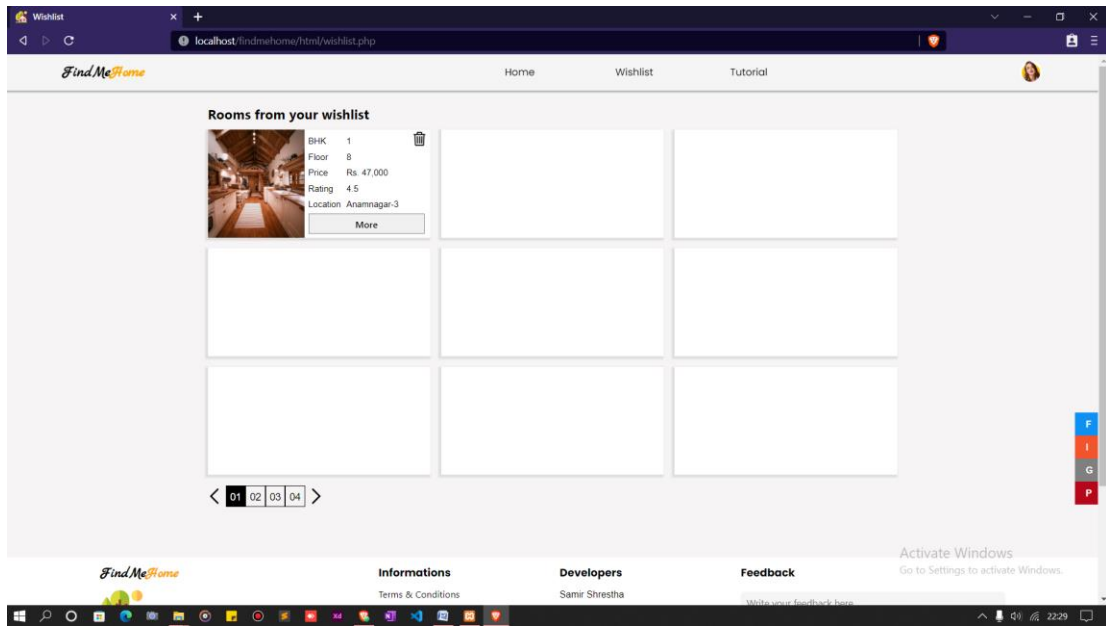 Wishlist
localhost/findmehome/html/wishlist.php
FindMeHome Home Wishlist Tutorial
Rooms from your wishlist
BHK 1
Floor 8
Price Rs. 47,000
Rating 4.5
Location Anamnagar-3
More
F
I
G
P
01 02 03 04
Activate Windows
Go to Settings to activate Windows.
FindMeHome Informations Developers Feedback
Terms & Conditions Samir Shrestha Write your feedback here
22:29